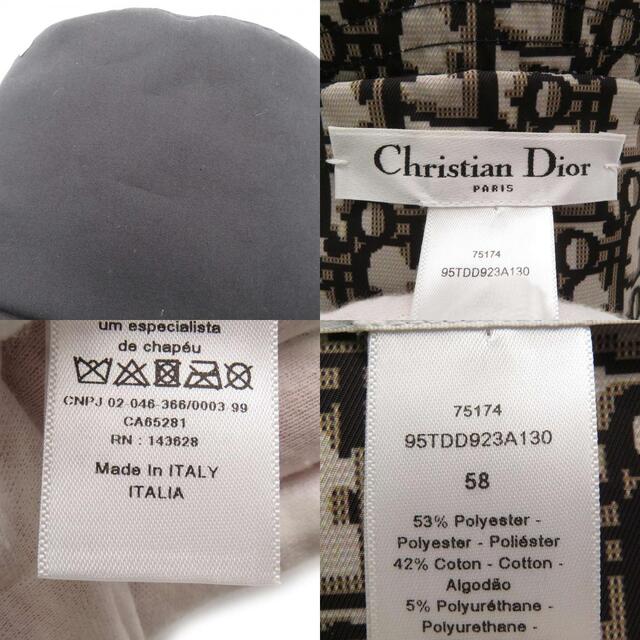 Christian Dior
PARIS
75174
95TDD923A130
um especialista
de chapéu
CNPJ 02-046-366/0003-99
CA65281
RN : 143628
Made In ITALY
ITALIA
75174
95TDD923A130
58
53% Polyester -
Polyester - Poliéster
42% Coton - Cotton -
Algodão
5% Polyuréthane -
Polyurethane -